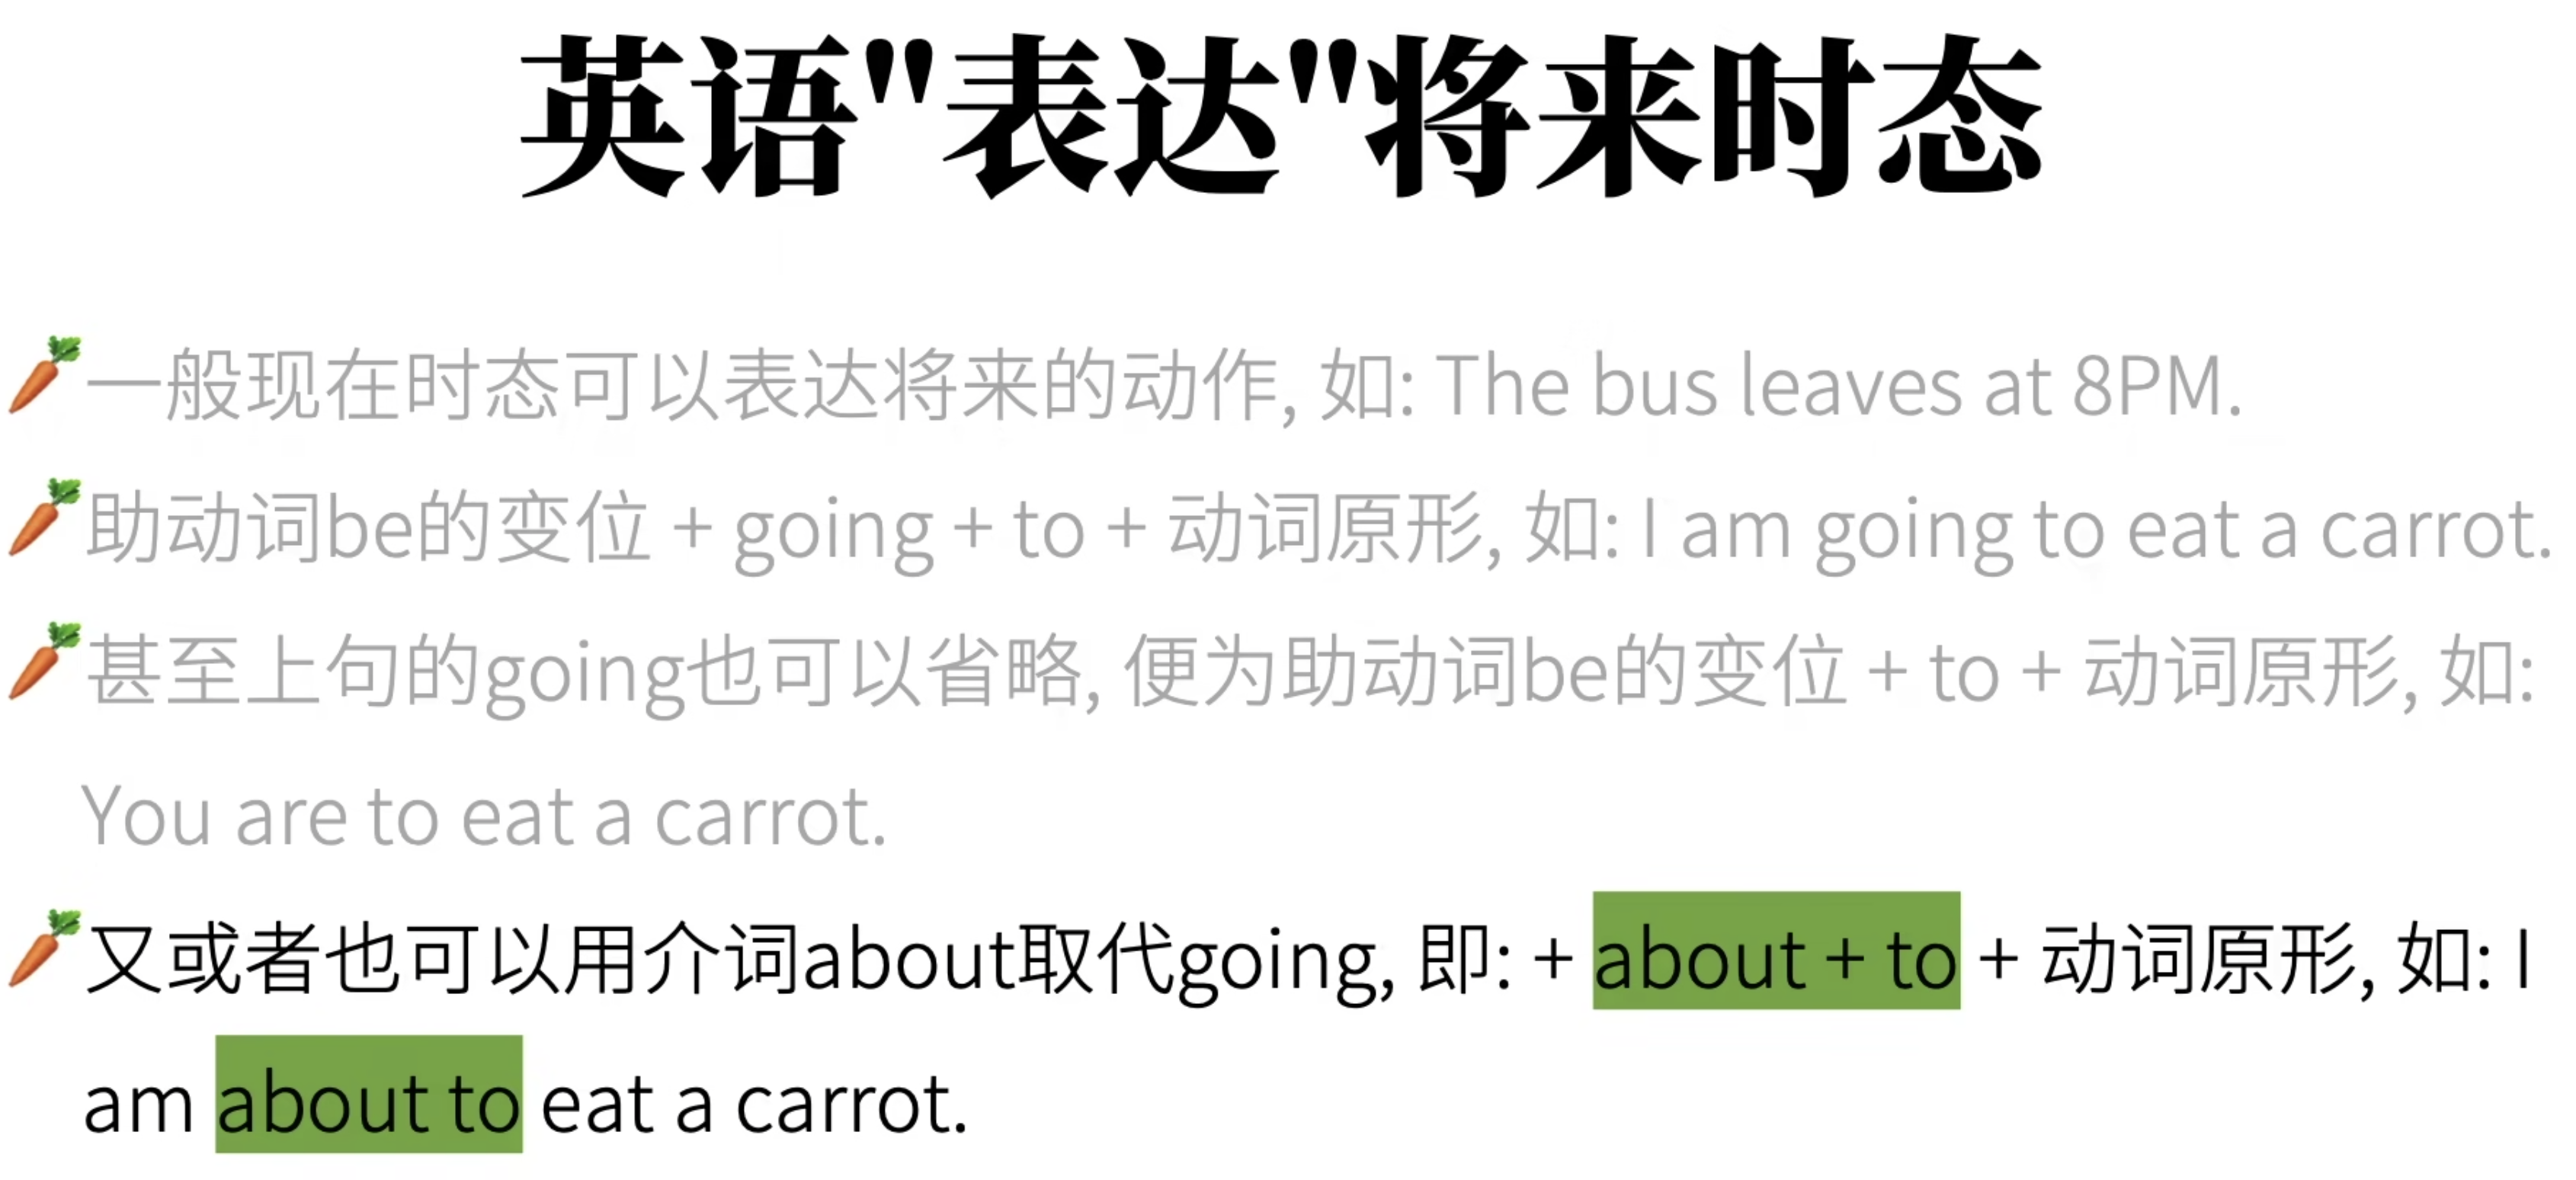 英语"表达"将来时态
🥕一般现在时态可以表达将来的动作, 如: The bus leaves at 8PM.
🥕助动词be的变位 + going + to + 动词原形, 如: I am going to eat a carrot.
🥕甚至上句的going也可以省略, 便为助动词be的变位 + to + 动词原形, 如:
You are to eat a carrot.
🥕又或者也可以用介词about取代going, 即: + about + to + 动词原形, 如: I
am about to eat a carrot.